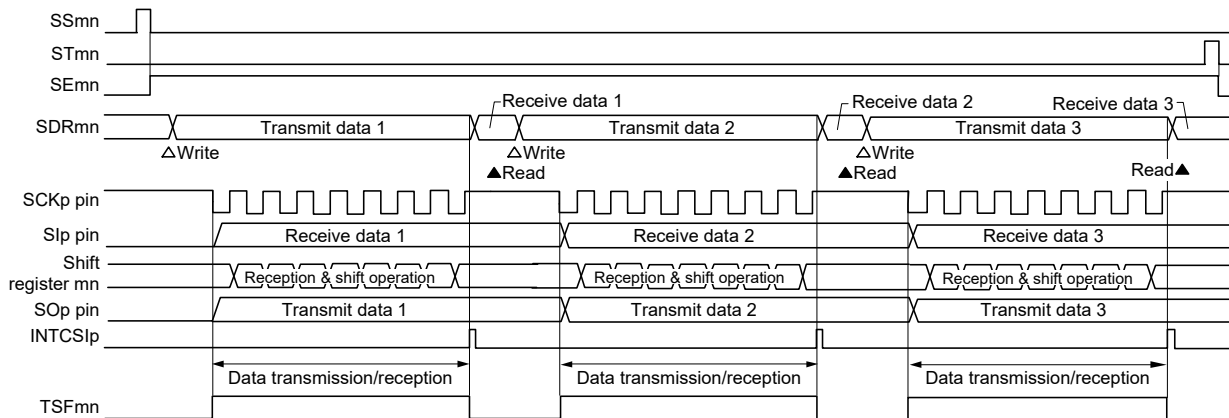 SSmn
STmn
SEmn
Receive data 1
Receive data 2
Receive data 3
SDRmn
Transmit data 1
Transmit data 2
Transmit data 3
△Write
△Write
△Write
▲Read
▲Read
Read▲
SCKp pin
SIp pin
Receive data 1
Receive data 2
Receive data 3
Shift
register mn
Reception & shift operation
Reception & shift operation
Reception & shift operation
SOp pin
Transmit data 1
Transmit data 2
Transmit data 3
INTCSIp
Data transmission/reception
Data transmission/reception
Data transmission/reception
TSFmn